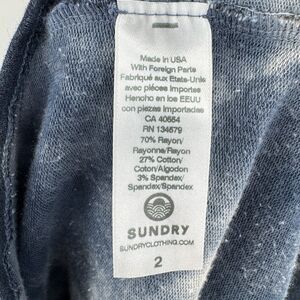 Made in USA
With Foreign Parts
Fabriqué aux Etats-Unis
avec pièces importes
Hencho en los EEUU
con piezas importadas
CA 40554
RN 134579
70% Rayon/
Rayonne/Rayon
27% Cotton/
Coton/Algodon
3% Spandex/
Spandex/Spandex
SUNDRY
SUNDRYCLOTHING.COM
2